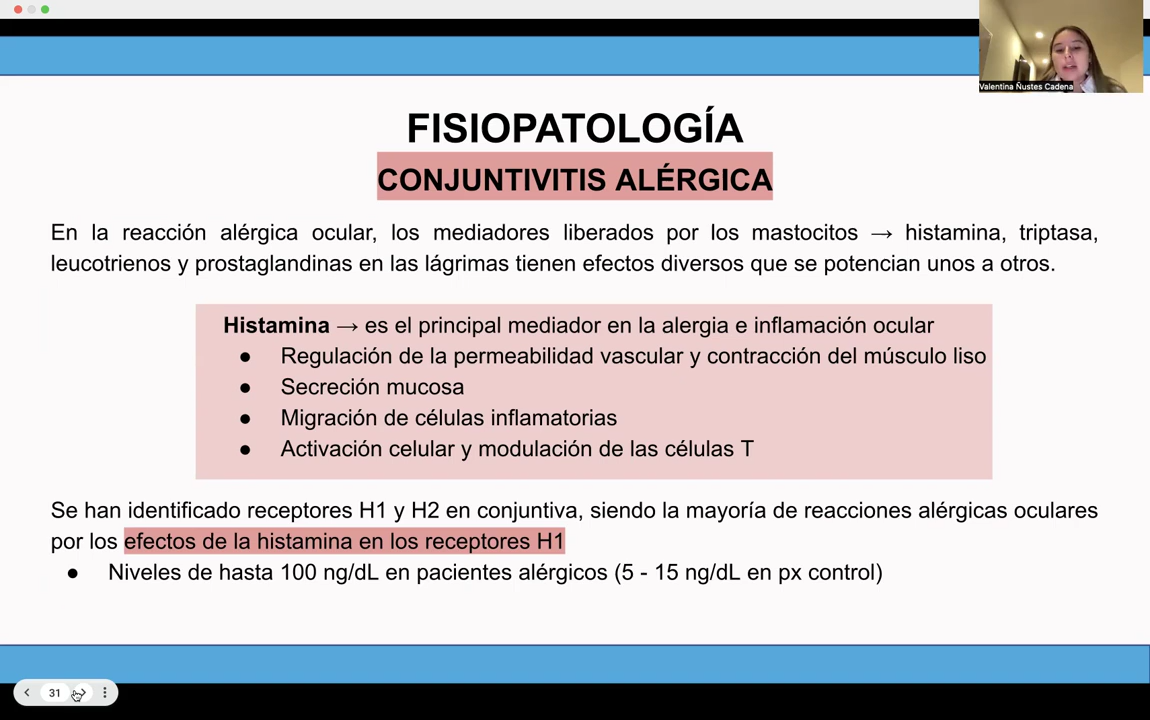 Valentina Ñustes Cadena
FISIOPATOLOGÍA
CONJUNTIVITIS ALÉRGICA
En la reacción alérgica ocular, los mediadores liberados por los mastocitos → histamina, triptasa,
leucotrienos y prostaglandinas en las lágrimas tienen efectos diversos que se potencian unos a otros.
Histamina → es el principal mediador en la alergia e inflamación ocular
● Regulación de la permeabilidad vascular y contracción del músculo liso
● Secreción mucosa
● Migración de células inflamatorias
● Activación celular y modulación de las células T
Se han identificado receptores H1 y H2 en conjuntiva, siendo la mayoría de reacciones alérgicas oculares
por los efectos de la histamina en los receptores H1
● Niveles de hasta 100 ng/dL en pacientes alérgicos (5 - 15 ng/dL en px control)
31